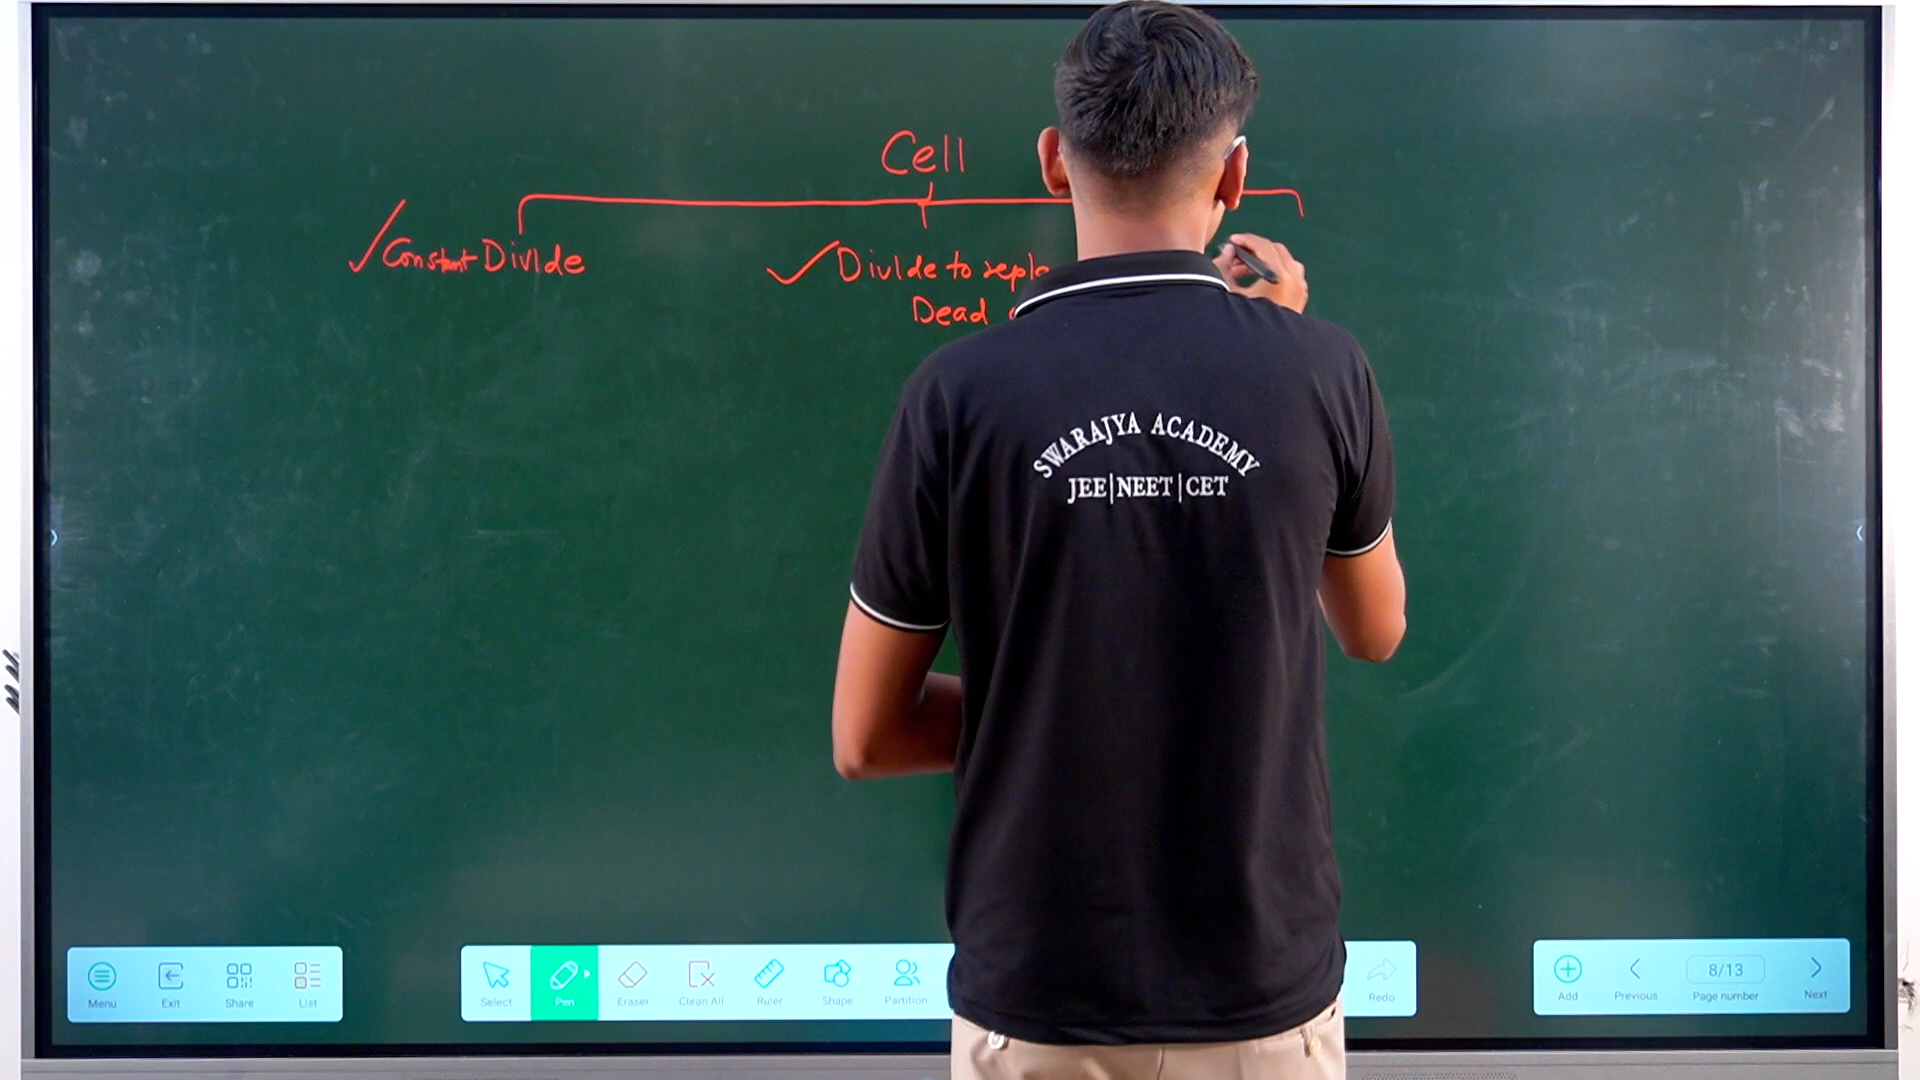 Cell
Constant Divide
Divide to repla
Dead
SWARAJYA ACADEMY
JEE|NEET|CET
Menu
Exit
Share
List
Select
Pen
Eraser
Clean All
Ruler
Shape
Partition
Redo
Add
Previous
8/13
Page number
Next